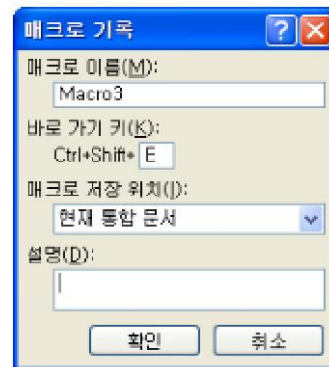 매크로 기록
매크로 이름(M):
Macro3
바로 가기 키(K):
Ctrl+Shift+ E
매크로 저장 위치(I):
현재 통합 문서
설명(D):
확인 취소